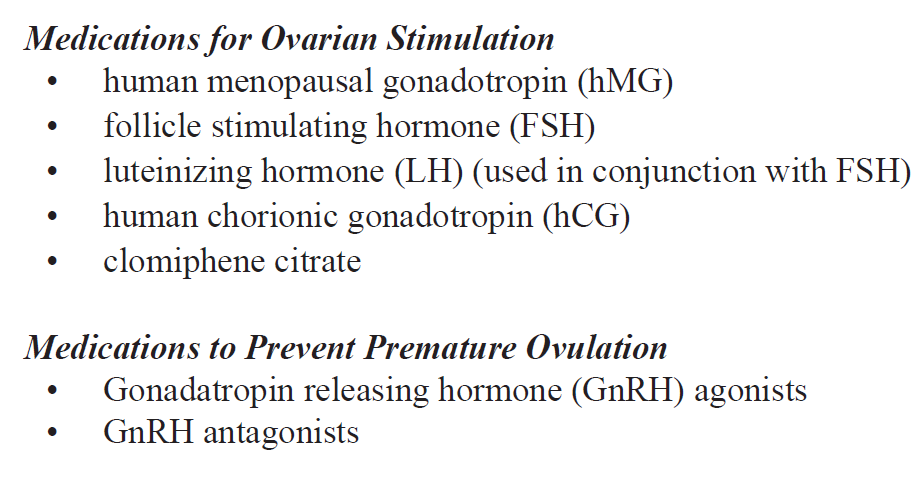 Medications for Ovarian Stimulation
• human menopausal gonadotropin (hMG)
• follicle stimulating hormone (FSH)
• luteinizing hormone (LH) (used in conjunction with FSH)
• human chorionic gonadotropin (hCG)
• clomiphene citrate
Medications to Prevent Premature Ovulation
• Gonadatropin releasing hormone (GnRH) agonists
• GnRH antagonists